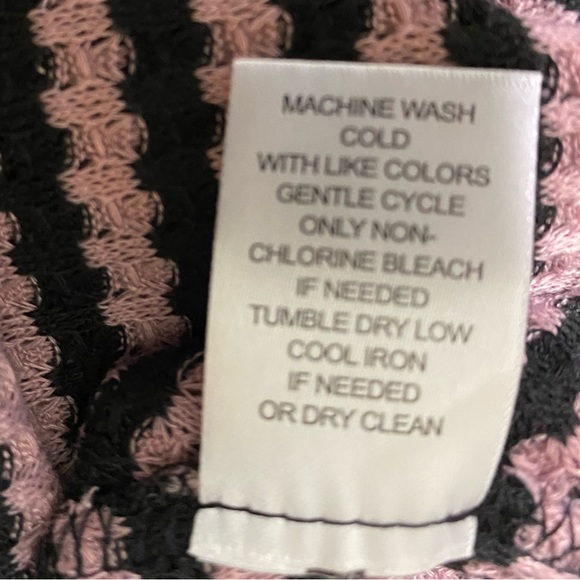 MACHINE WASH
COLD
WITH LIKE COLORS
GENTLE CYCLE
ONLY NON-
CHLORINE BLEACH
IF NEEDED
TUMBLE DRY LOW
COOL IRON
IF NEEDED
OR DRY CLEAN